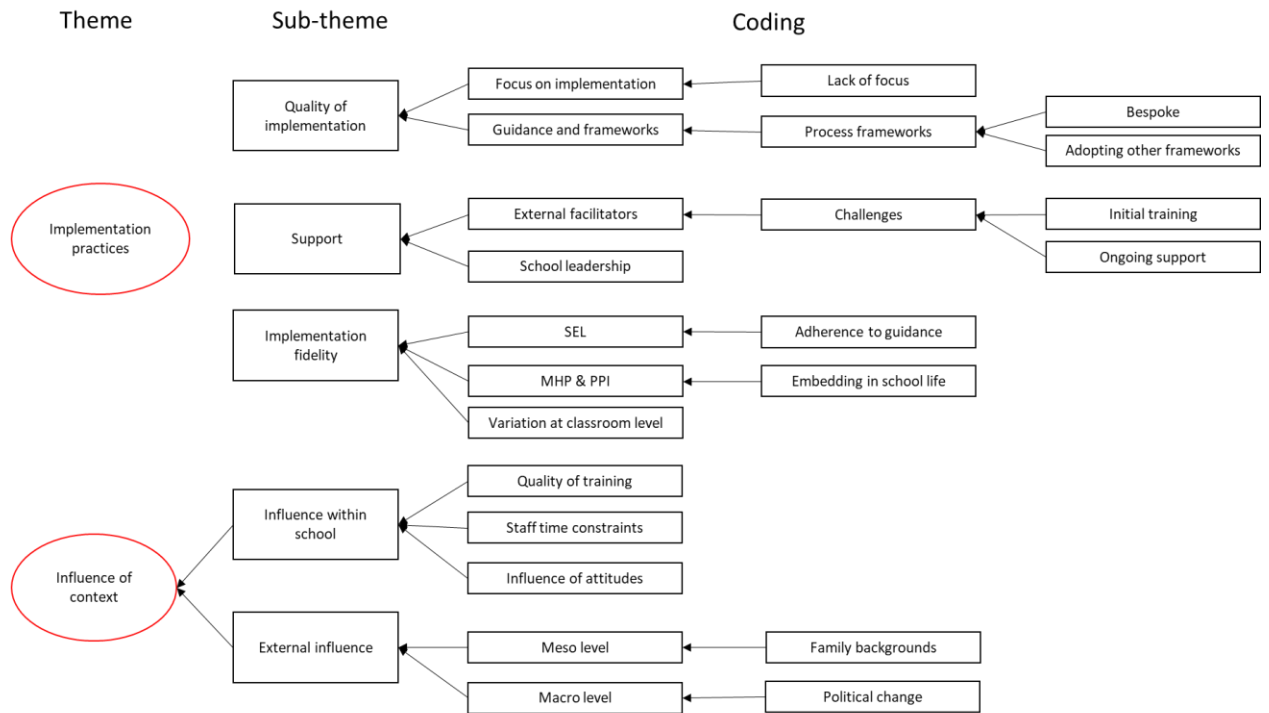 Theme
Sub-theme
Coding
Quality of
implementation
Focus on implementation
Lack of focus
Guidance and frameworks
Process frameworks
Bespoke
Adopting other frameworks
Implementation
practices
Support
External facilitators
Challenges
Initial training
School leadership
Ongoing support
Implementation
fidelity
SEL
Adherence to guidance
MHP & PPI
Embedding in school life
Variation at classroom level
Influence of
context
Influence within
school
Quality of training
Staff time constraints
Influence of attitudes
External influence
Meso level
Family backgrounds
Macro level
Political change